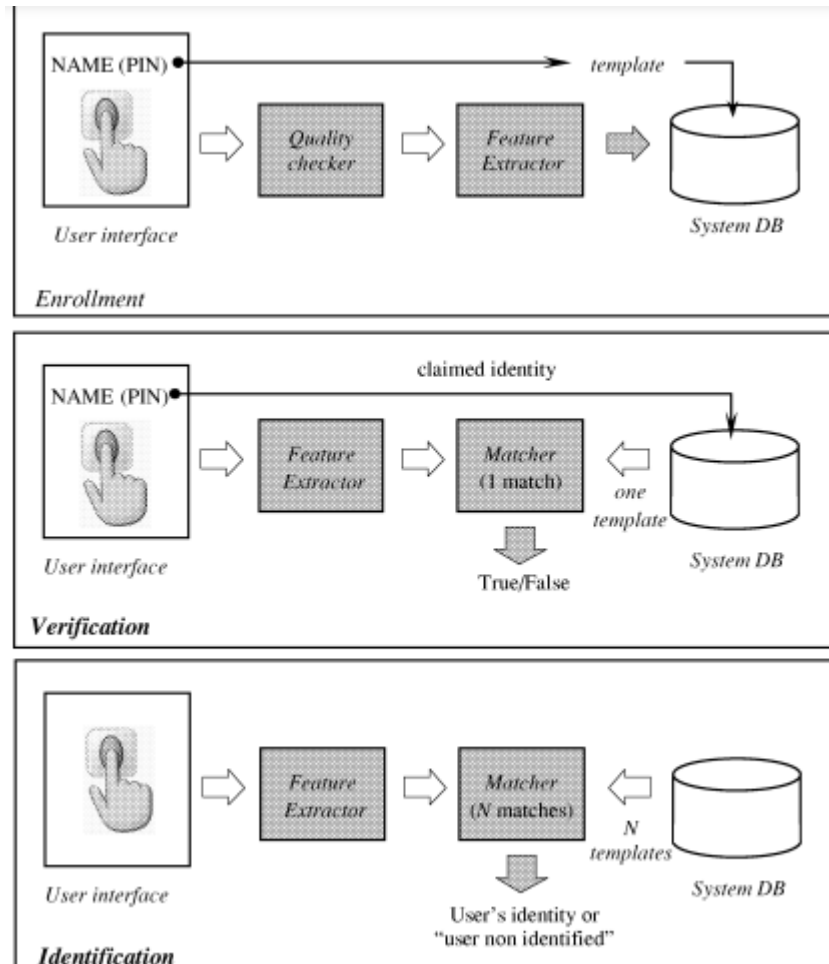 NAME (PIN)
template
Quality
checker
Feature
Extractor
User interface
System DB
Enrollment
claimed identity
NAME (PIN)
Feature
Extractor
Matcher
(1 match)
one
template
User interface
System DB
True/False
Verification
Feature
Extractor
Matcher
(N matches)
N
templates
User interface
System DB
User's identity or
"user non identified"
Identification